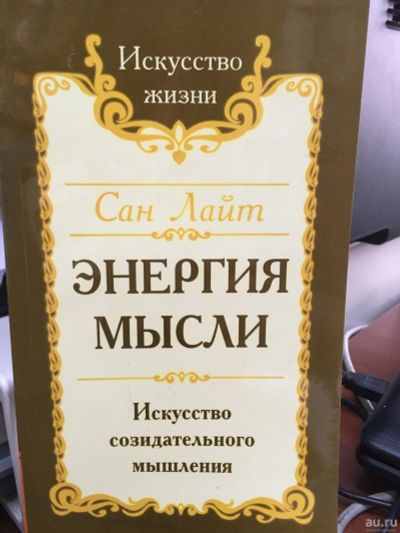 Искусство
жизни
Сан Лайт
ЭНЕРГИЯ
МЫСЛИ
Искусство
созидательного
мышления
au.ru